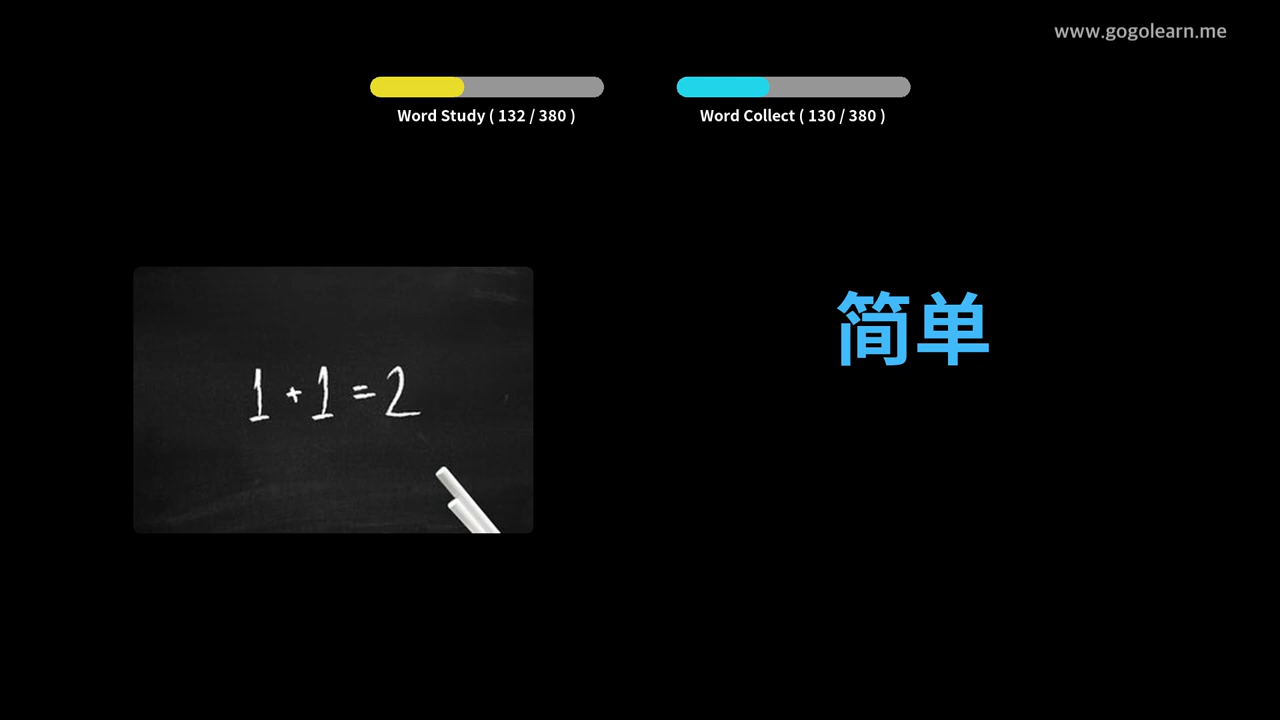 www.gogolearn.me
Word Study ( 132 / 380 )
Word Collect ( 130 / 380 )
简单
1 + 1 = 2